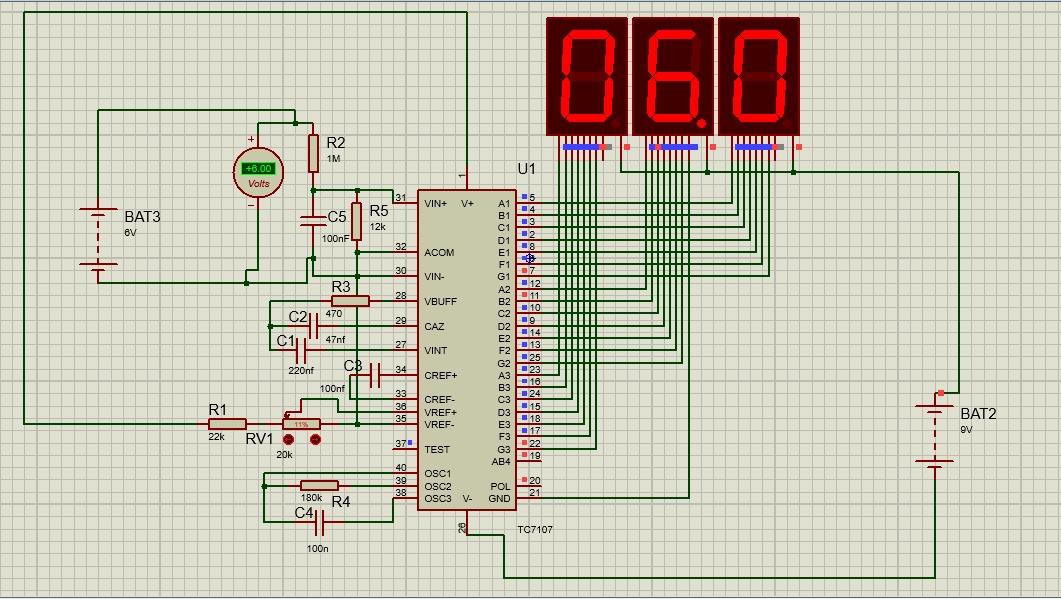 060
R2
1M
U1
+
+6.00
Volts
−
BAT3
6V
C5
100nF
R5
12k
R3
470
C2
47nf
C1
220nf
C3
100nf
R1
22k
RV1
20k
11%
180k
R4
C4
100n
1
V+
31 VIN+
32 ACOM
30 VIN-
28 VBUFF
29 CAZ
27 VINT
34 CREF+
33 CREF-
36 VREF+
35 VREF-
37 TEST
40 OSC1
39 OSC2
38 OSC3
V-
26
A1 5
B1 4
C1 3
D1 2
E1 8
F1
G1 7
A2 12
B2 11
C2 10
D2 9
E2 14
F2 13
G2 25
A3 23
B3 16
C3 24
D3 15
E3 18
F3 17
G3 22
AB4 19
POL 20
GND 21
TC7107
BAT2
9V